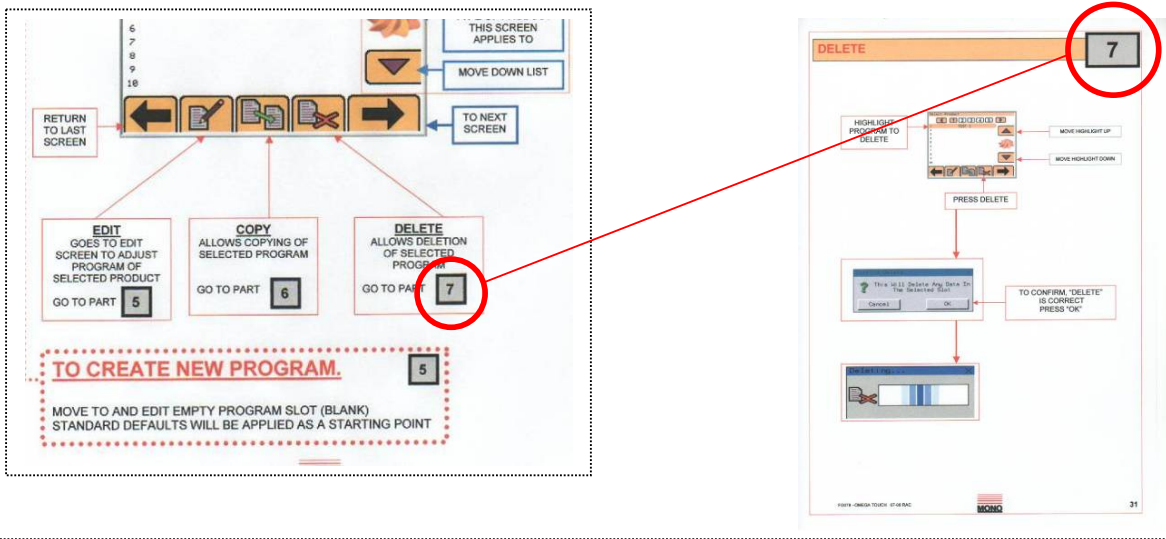 THIS SCREEN
APPLIES TO
6
7
8
9
10
MOVE DOWN LIST
RETURN
TO LAST
SCREEN
TO NEXT
SCREEN
EDIT
GOES TO EDIT
SCREEN TO ADJUST
PROGRAM OF
SELECTED PRODUCT
GO TO PART 5
COPY
ALLOWS COPYING OF
SELECTED PROGRAM
GO TO PART 6
DELETE
ALLOWS DELETION
OF SELECTED
PROGRAM
GO TO PART 7
TO CREATE NEW PROGRAM. 5
MOVE TO AND EDIT EMPTY PROGRAM SLOT (BLANK)
STANDARD DEFAULTS WILL BE APPLIED AS A STARTING POINT
DELETE 7
HIGHLIGHT
PROGRAM TO
DELETE
MOVE HIGHLIGHT UP
MOVE HIGHLIGHT DOWN
PRESS DELETE
This Will Delete Any Data In
The Selected Slot
Cancel OK
TO CONFIRM, "DELETE"
IS CORRECT
PRESS "OK"
Deleting...
MONO
31